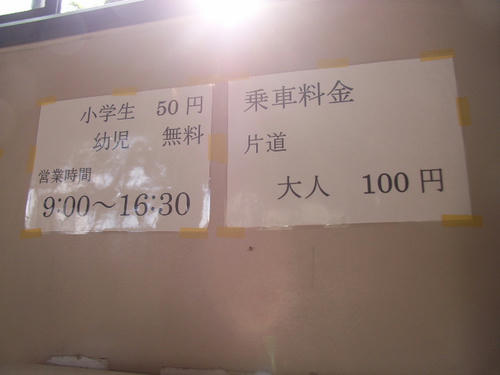 小学生 50円
幼児 無料
営業時間
9:00～16:30
乗車料金
片道
大人 100円